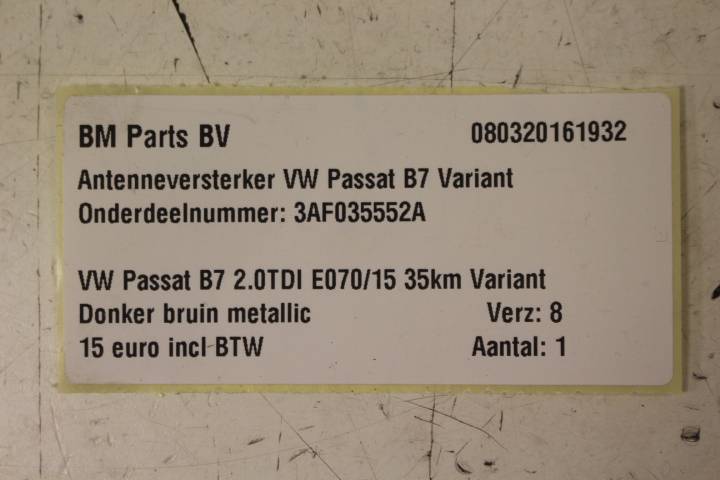 BM Parts BV 080320161932
Antenneversterker VW Passat B7 Variant
Onderdeelnummer: 3AF035552A
VW Passat B7 2.0TDI E070/15 35km Variant
Donker bruin metallic Verz: 8
15 euro incl BTW Aantal: 1